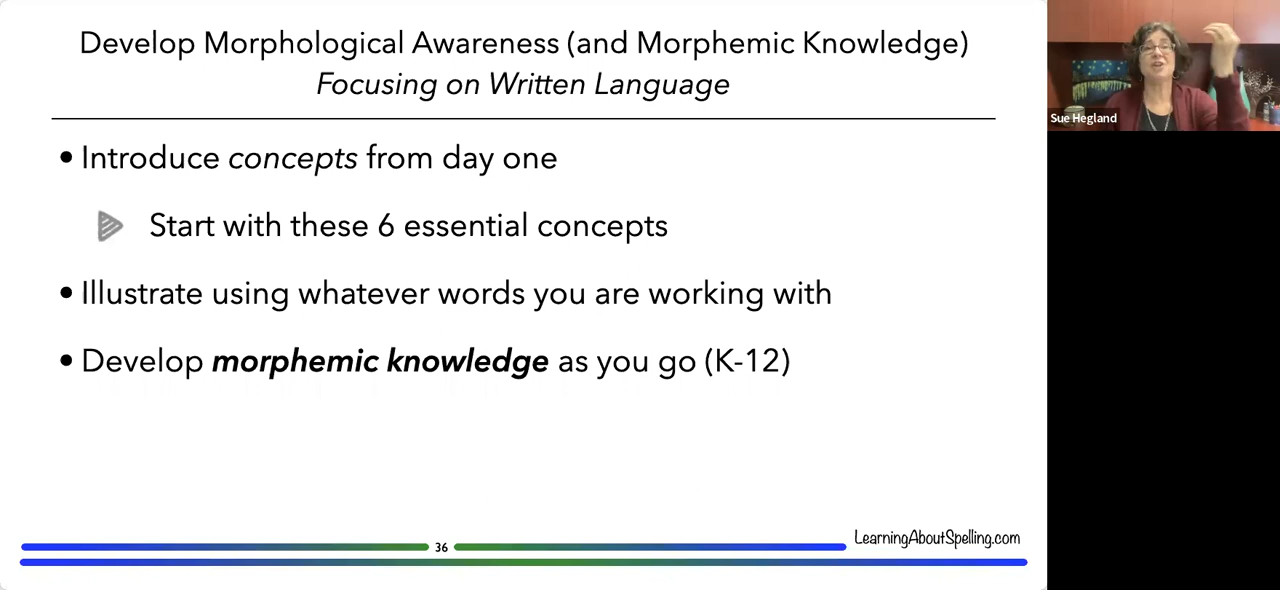 Develop Morphological Awareness (and Morphemic Knowledge)
Focusing on Written Language
• Introduce concepts from day one
Start with these 6 essential concepts
• Illustrate using whatever words you are working with
• Develop morphemic knowledge as you go (K-12)
36
LearningAboutSpelling.com
Sue Hegland